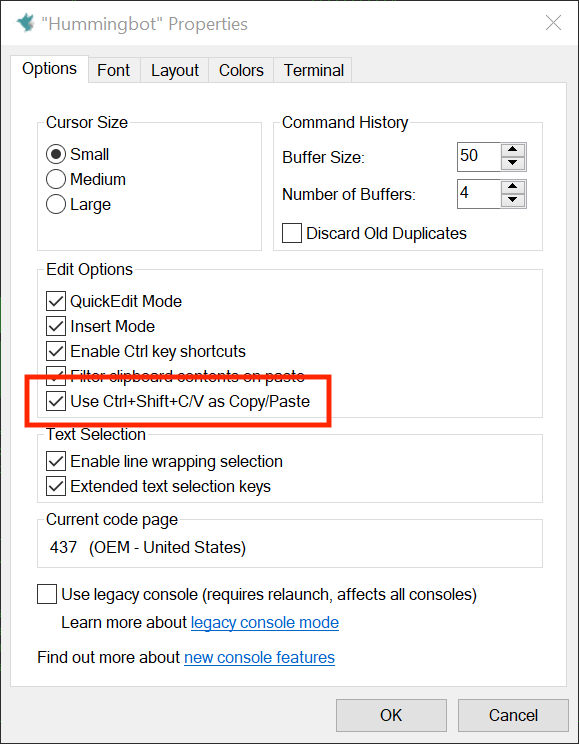 "Hummingbot" Properties
Options Font Layout Colors Terminal
Cursor Size
Small
Medium
Large
Command History
Buffer Size: 50
Number of Buffers: 4
Discard Old Duplicates
Edit Options
QuickEdit Mode
Insert Mode
Enable Ctrl key shortcuts
Filter clipboard contents on paste
Use Ctrl+Shift+C/V as Copy/Paste
Text Selection
Enable line wrapping selection
Extended text selection keys
Current code page
437 (OEM - United States)
Use legacy console (requires relaunch, affects all consoles)
Learn more about legacy console mode
Find out more about new console features
OK Cancel